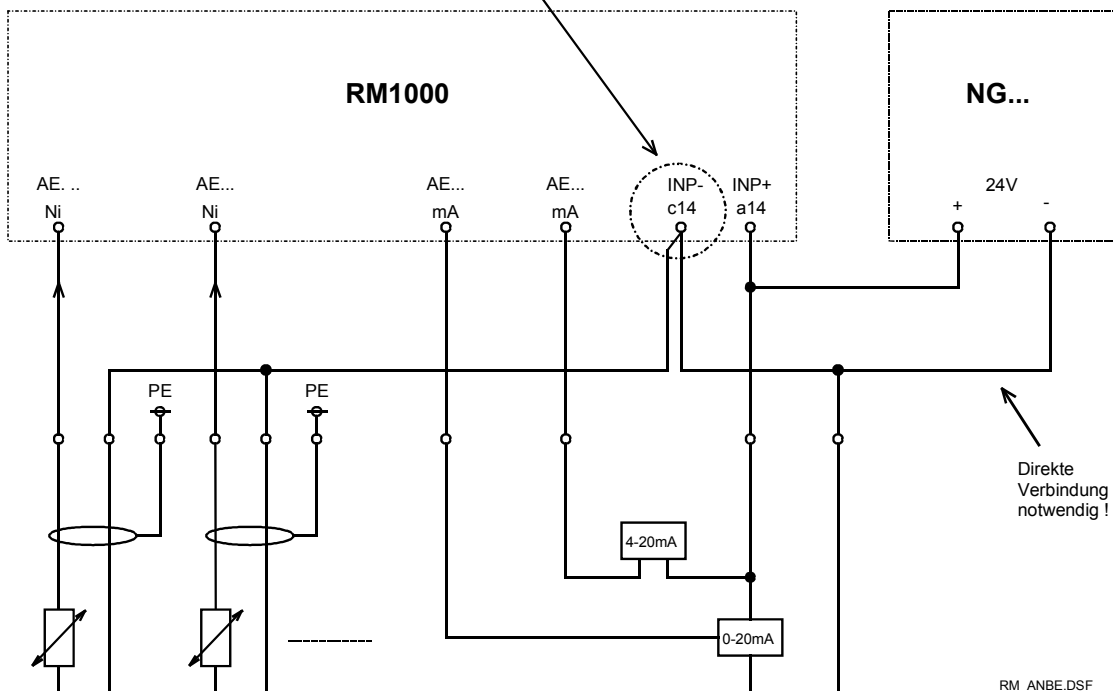 RM1000
NG...
AE. ..
Ni
AE...
Ni
AE...
mA
AE...
mA
INP-
c14
INP+
a14
24V
+
-
PE
PE
Direkte
Verbindung
notwendig !
4-20mA
0-20mA
RM_ANBE.DSF